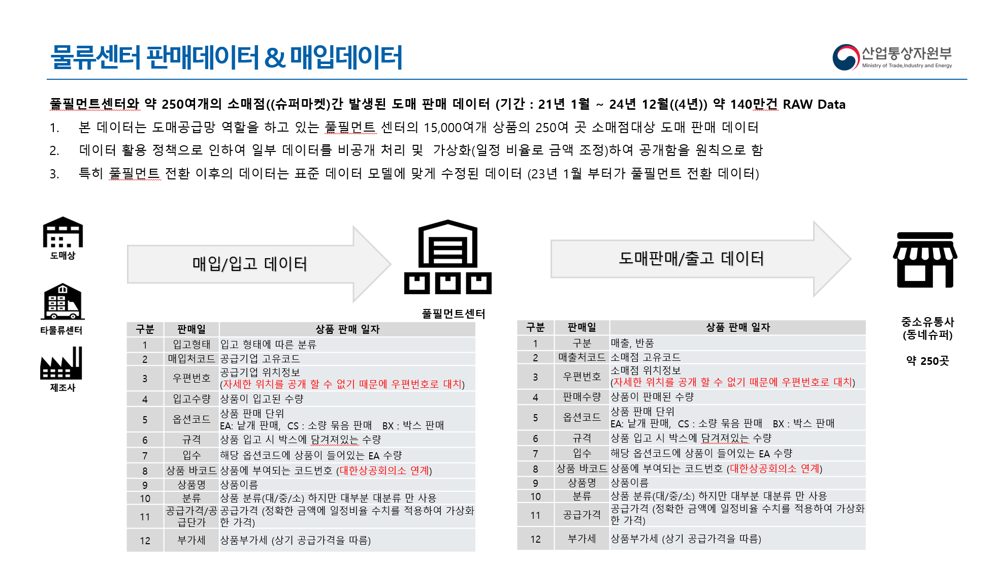 물류센터 판매데이터 & 매입데이터
산업통상자원부
Ministry of Trade,Industry and Energy
풀필먼트센터와 약 250여개의 소매점((슈퍼마켓)간 발생된 도매 판매 데이터 (기간 : 21년 1월 ~ 24년 12월((4년)) 약 140만건 RAW Data
1. 본 데이터는 도매공급망 역할을 하고 있는 풀필먼트 센터의 15,000여개 상품의 250여 곳 소매점대상 도매 판매 데이터
2. 데이터 활용 정책으로 인하여 일부 데이터를 비공개 처리 및 가상화(일정 비율로 금액 조정)하여 공개함을 원칙으로 함
3. 특히 풀필먼트 전환 이후의 데이터는 표준 데이터 모델에 맞게 수정된 데이터 (23년 1월 부터가 풀필먼트 전환 데이터)
도매상
타물류센터
제조사
매입/입고 데이터
풀필먼트센터
도매판매/출고 데이터
중소유통사
(동네슈퍼)
약 250곳
구분 판매일 상품 판매 일자
1 입고형태 입고 형태에 따른 분류
2 매입처코드 공급기업 고유코드
3 우편번호 공급기업 위치정보
(자세한 위치를 공개 할 수 없기 때문에 우편번호로 대치)
4 입고수량 상품이 입고된 수량
5 옵션코드 상품 판매 단위
EA: 낱개 판매, CS : 소량 묶음 판매 BX : 박스 판매
6 규격 상품 입고 시 박스에 담겨져있는 수량
7 입수 해당 옵션코드에 상품이 들어있는 EA 수량
8 상품 바코드 상품에 부여되는 코드번호 (대한상공회의소 연계)
9 상품명 상품이름
10 분류 상품 분류(대/중/소) 하지만 대부분 대분류 만 사용
11 공급가격/공급단가 공급가격 (정확한 금액에 일정비율 수치를 적용하여 가상화
한 가격)
12 부가세 상품부가세 (상기 공급가격을 따름)
구분 판매일 상품 판매 일자
1 구분 매출, 반품
2 매출처코드 소매점 고유코드
3 우편번호 소매점 위치정보
(자세한 위치를 공개 할 수 없기 때문에 우편번호로 대치)
4 판매수량 상품이 판매된 수량
5 옵션코드 상품 판매 단위
EA: 낱개 판매, CS : 소량 묶음 판매 BX : 박스 판매
6 규격 상품 입고 시 박스에 담겨져있는 수량
7 입수 해당 옵션코드에 상품이 들어있는 EA 수량
8 상품 바코드 상품에 부여되는 코드번호 (대한상공회의소 연계)
9 상품명 상품이름
10 분류 상품 분류(대/중/소) 하지만 대부분 대분류 만 사용
11 공급가격 공급가격 (정확한 금액에 일정비율 수치를 적용하여 가상화
한 가격)
12 부가세 상품부가세 (상기 공급가격을 따름)